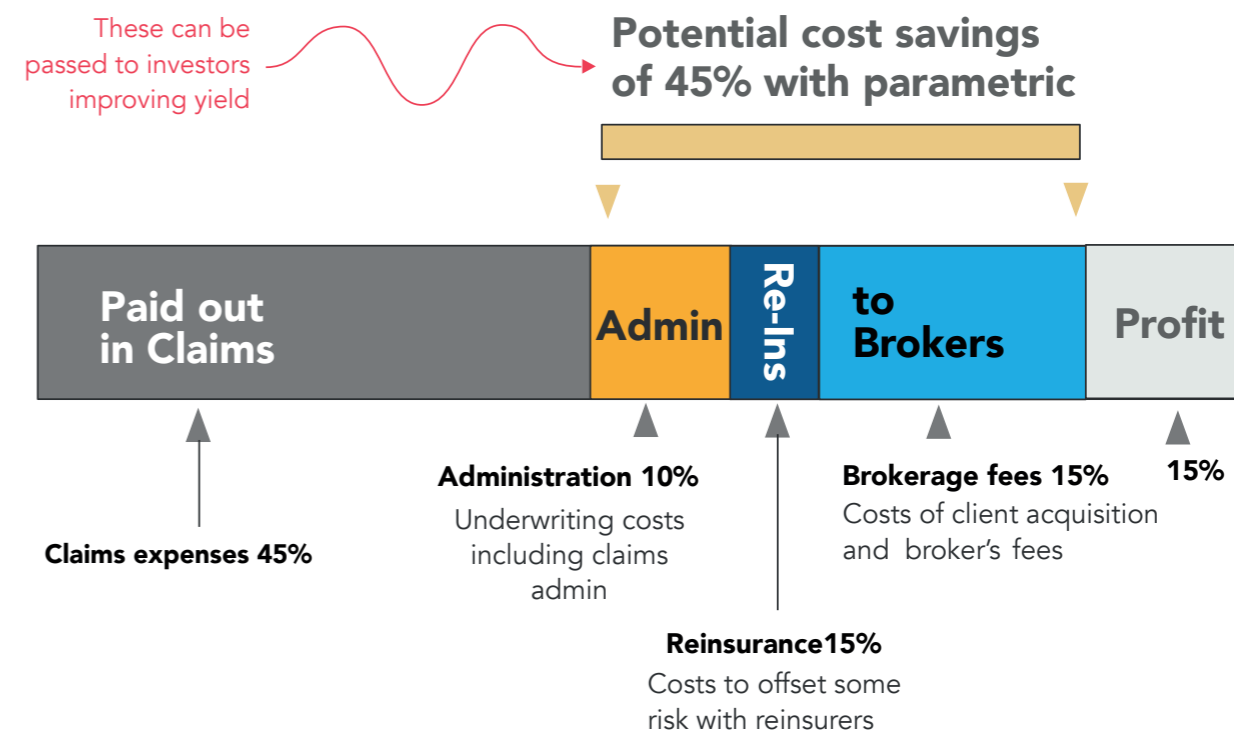 These can be
passed to investors
improving yield
Potential cost savings
of 45% with parametric
Paid out
in Claims
Admin
Re-Ins
to
Brokers
Profit
Claims expenses 45%
Administration 10%
Underwriting costs
including claims
admin
Reinsurance15%
Costs to offset some
risk with reinsurers
Brokerage fees 15%
Costs of client acquisition
and broker's fees
15%